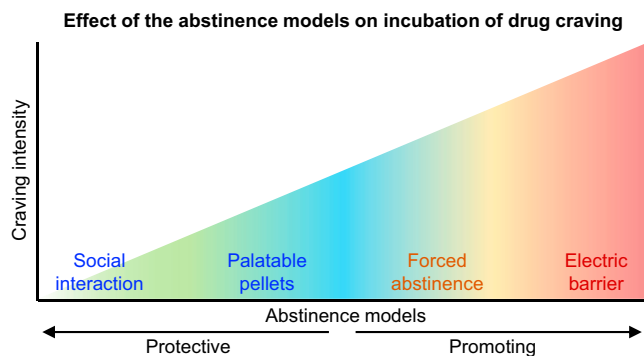 Effect of the abstinence models on incubation of drug craving
Craving intensity
Social interaction
Palatable pellets
Forced abstinence
Electric barrier
Abstinence models
Protective
Promoting